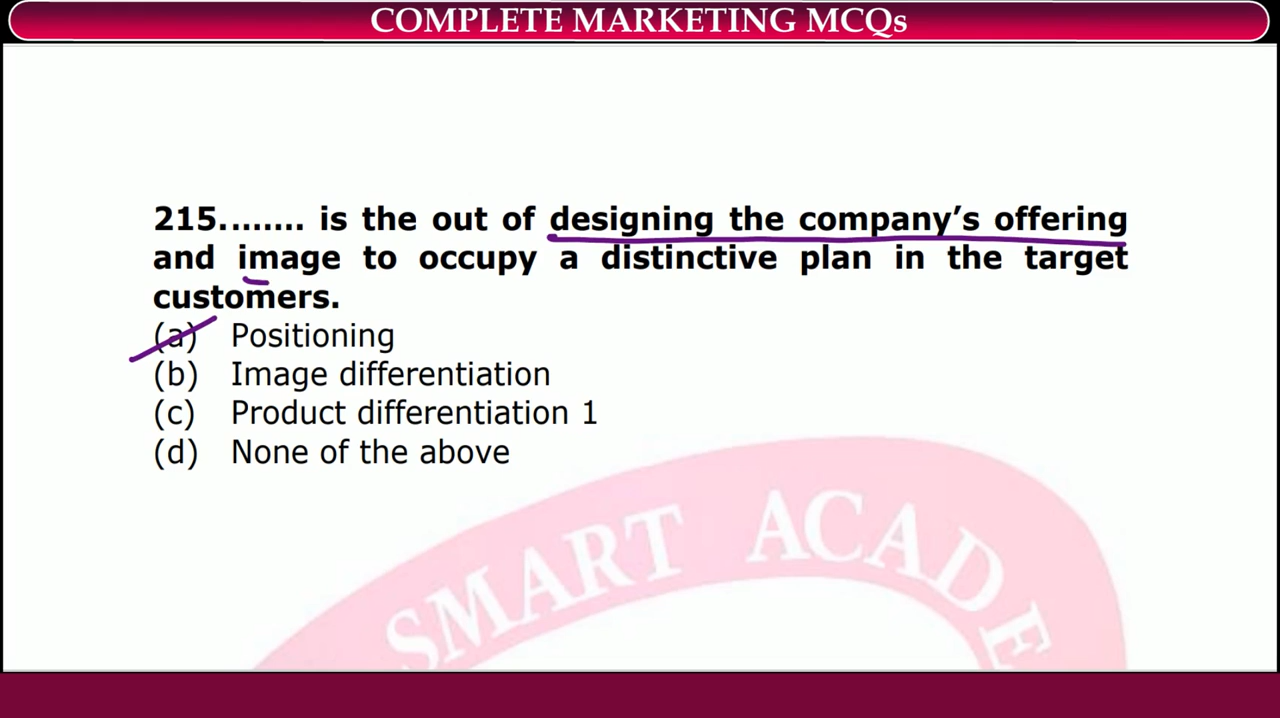 COMPLETE MARKETING MCQs
215........ is the out of designing the company’s offering
and image to occupy a distinctive plan in the target
customers.
(a) Positioning
(b) Image differentiation
(c) Product differentiation 1
(d) None of the above
SMART ACADE